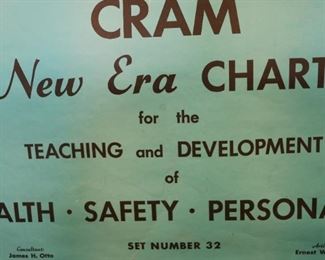 CRAM
New Era CHART
for the
TEACHING and DEVELOPMENT
of
ALTH · SAFETY · PERSONA
SET NUMBER 32
Consultant:
James H. Otto
Ernest W